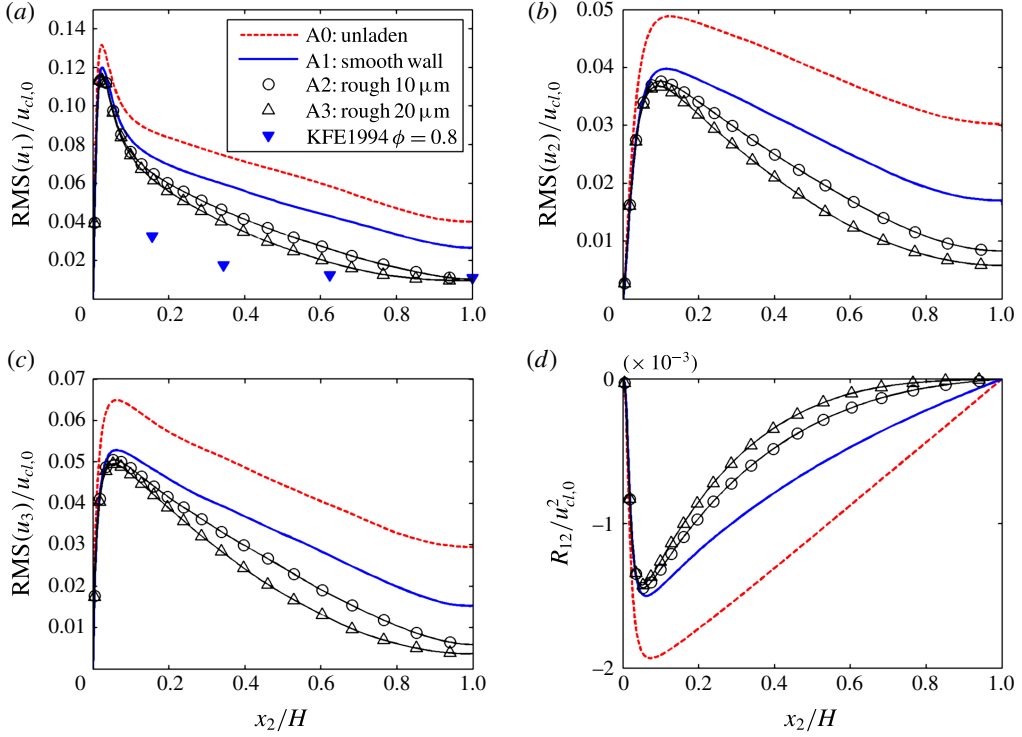 (a)
0.14
0.12
0.10
0.08
0.06
0.04
0.02
0 0.2 0.4 0.6 0.8 1.0
RMS(u1)/ucl,0
A0: unladen
A1: smooth wall
A2: rough 10 μm
A3: rough 20 μm
KFE1994 ϕ = 0.8
(b)
0.05
0.04
0.03
0.02
0.01
0 0.2 0.4 0.6 0.8 1.0
RMS(u2)/ucl,0
(c)
0.07
0.06
0.05
0.04
0.03
0.02
0.01
0 0.2 0.4 0.6 0.8 1.0
RMS(u3)/ucl,0
x2/H
(d)
(× 10−3)
0
−1
−2
0 0.2 0.4 0.6 0.8 1.0
R12/u2cl,0
x2/H